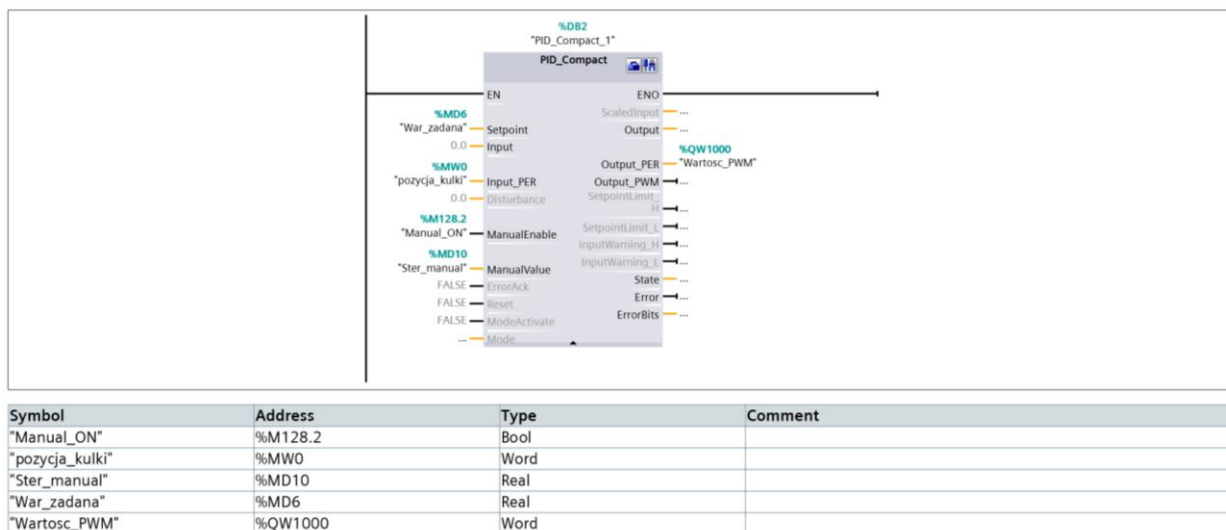 %DB2
"PID_Compact_1"
PID_Compact
EN ENO
ScaledInput ...
%MD6
"War_zadana" Setpoint Output ...
0.0 Input
%QW1000
Output_PER "Wartosc_PWM"
%MW0
"pozycja_kulki" Input_PER Output_PWM ...
0.0 Disturbance SetpointLimit_
H ...
%M128.2
"Manual_ON" ManualEnable SetpointLimit_L ...
InputWarning_H ...
%MD10
"Ster_manual" ManualValue InputWarning_L ...
FALSE ErrorAck State ...
FALSE Reset Error ...
FALSE ModeActivate ErrorBits ...
... Mode
Symbol Address Type Comment
"Manual_ON" %M128.2 Bool
"pozycja_kulki" %MW0 Word
"Ster_manual" %MD10 Real
"War_zadana" %MD6 Real
"Wartosc_PWM" %QW1000 Word